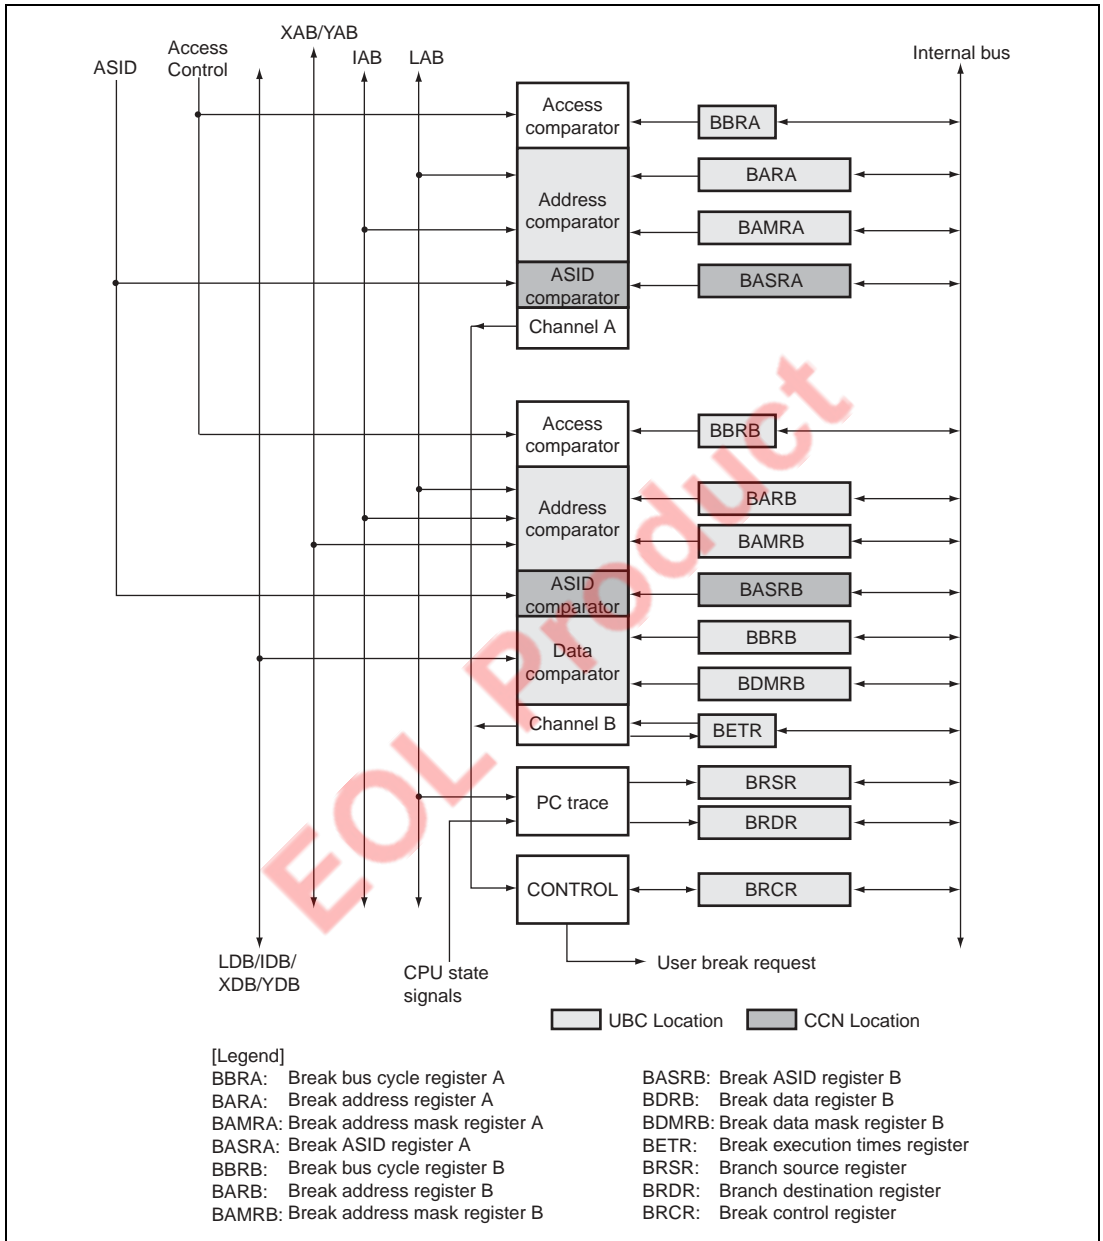 XAB/YAB
Access
Control
ASID
IAB
LAB
Internal bus
Access
comparator
BBRA
Address
comparator
BARA
BAMRA
ASID
comparator
BASRA
Channel A
Access
comparator
BBRB
Address
comparator
BARB
BAMRB
ASID
comparator
BASRB
Data
comparator
BBRB
BDMRB
Channel B
BETR
PC trace
BRSR
BRDR
CONTROL
BRCR
LDB/IDB/
XDB/YDB
CPU state
signals
User break request
UBC Location
CCN Location
EOL Product
[Legend]
BBRA: Break bus cycle register A
BARA: Break address register A
BAMRA: Break address mask register A
BASRA: Break ASID register A
BBRB: Break bus cycle register B
BARB: Break address register B
BAMRB: Break address mask register B
BASRB: Break ASID register B
BDRB: Break data register B
BDMRB: Break data mask register B
BETR: Break execution times register
BRSR: Branch source register
BRDR: Branch destination register
BRCR: Break control register